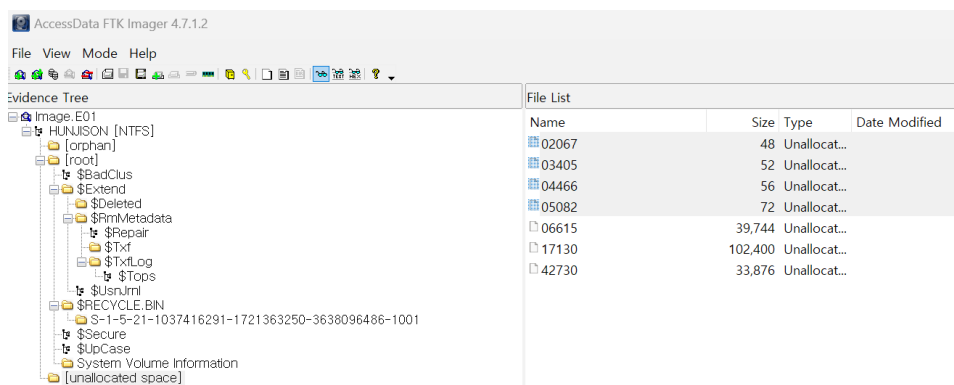 AccessData FTK Imager 4.7.1.2
File View Mode Help
Evidence Tree
Image.E01
HUNJISON [NTFS]
[orphan]
[root]
$BadClus
$Extend
$Deleted
$RmMetadata
$Repair
$Txf
$TxfLog
$Tops
$UsnJrnl
$RECYCLE.BIN
S-1-5-21-1037416291-1721363250-3638096486-1001
$Secure
$UpCase
System Volume Information
[unallocated space]
File List
Name Size Type Date Modified
02067 48 Unallocat...
03405 52 Unallocat...
04466 56 Unallocat...
05082 72 Unallocat...
06615 39,744 Unallocat...
17130 102,400 Unallocat...
42730 33,876 Unallocat...